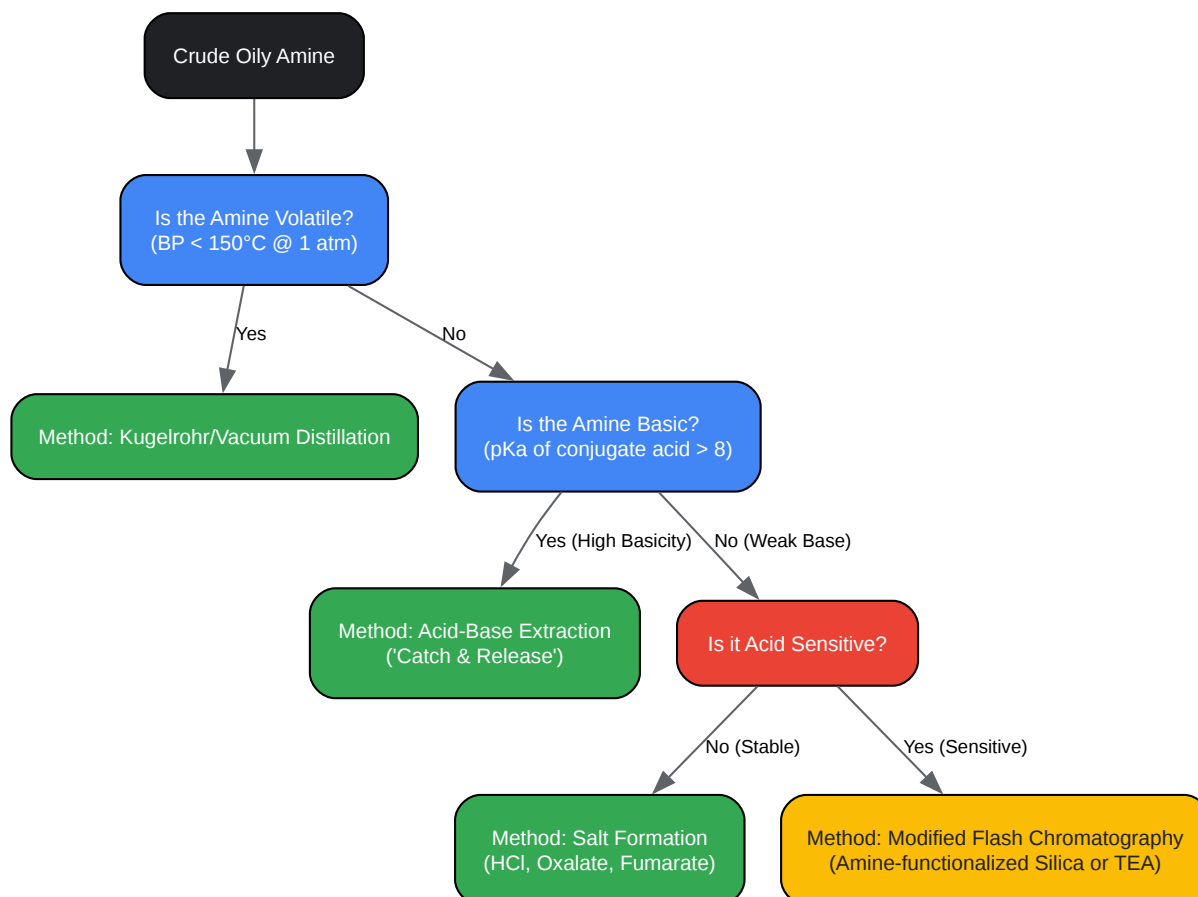 Crude Oily Amine
Is the Amine Volatile?
(BP < 150°C @ 1 atm)
Yes
No
Method: Kugelrohr/Vacuum Distillation
Is the Amine Basic?
(pKa of conjugate acid > 8)
Yes (High Basicity)
No (Weak Base)
Method: Acid-Base Extraction
('Catch & Release')
Is it Acid Sensitive?
No (Stable)
Yes (Sensitive)
Method: Salt Formation
(HCl, Oxalate, Fumarate)
Method: Modified Flash Chromatography
(Amine-functionalized Silica or TEA)